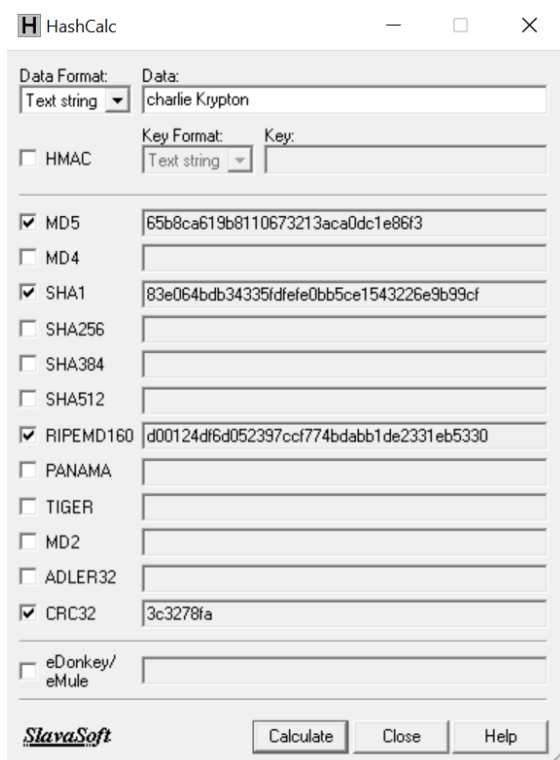 H HashCalc
Data Format: Data:
Text string charlie Krypton
Key Format: Key:
HMAC Text string
MD5 65b8ca619b8110673213aca0dc1e86f3
MD4
SHA1 83e064bdb34335fdfefe0bb5ce1543226e9b99cf
SHA256
SHA384
SHA512
RIPEMD160 d00124df6d052397ccf774bdabb1de2331eb5330
PANAMA
TIGER
MD2
ADLER32
CRC32 3c3278fa
eDonkey/
eMule
SlavaSoft Calculate Close Help